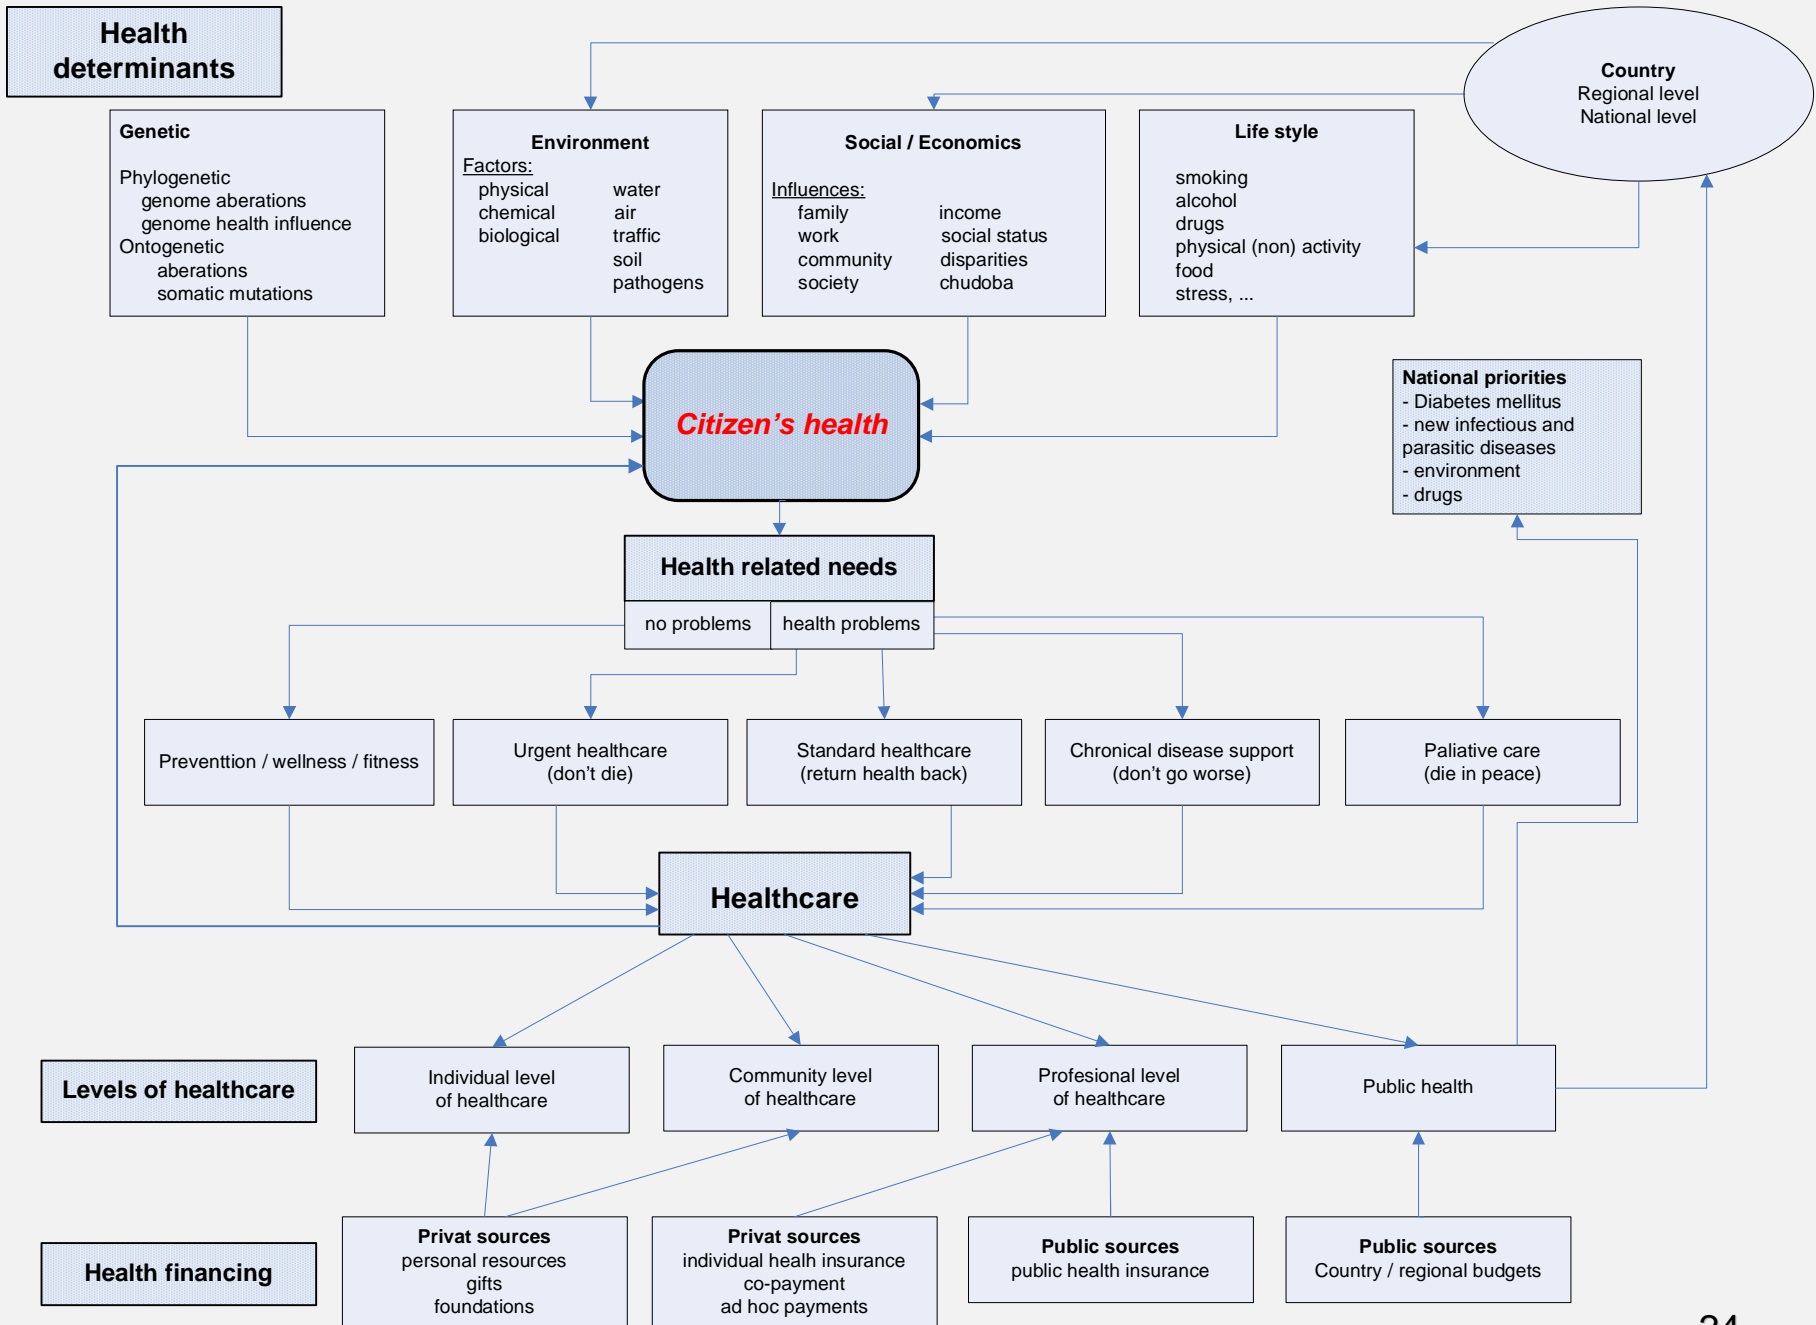 Health
determinants
Country
Regional level
National level
Genetic
Phylogenetic
genome aberations
genome health influence
Ontogenetic
aberations
somatic mutations
Environment
Factors:
physical water
chemical air
biological traffic
soil
pathogens
Social / Economics
Influences:
family income
work social status
community disparities
society chudoba
Life style
smoking
alcohol
drugs
physical (non) activity
food
stress, ...
Citizen's health
National priorities
- Diabetes mellitus
- new infectious and
parasitic diseases
- environment
- drugs
Health related needs
no problems health problems
Preventtion / wellness / fitness
Urgent healthcare
(don't die)
Standard healthcare
(return health back)
Chronical disease support
(don't go worse)
Paliative care
(die in peace)
Healthcare
Levels of healthcare
Individual level
of healthcare
Community level
of healthcare
Profesional level
of healthcare
Public health
Health financing
Privat sources
personal resources
gifts
foundations
Privat sources
individual healh insurance
co-payment
ad hoc payments
Public sources
public health insurance
Public sources
Country / regional budgets